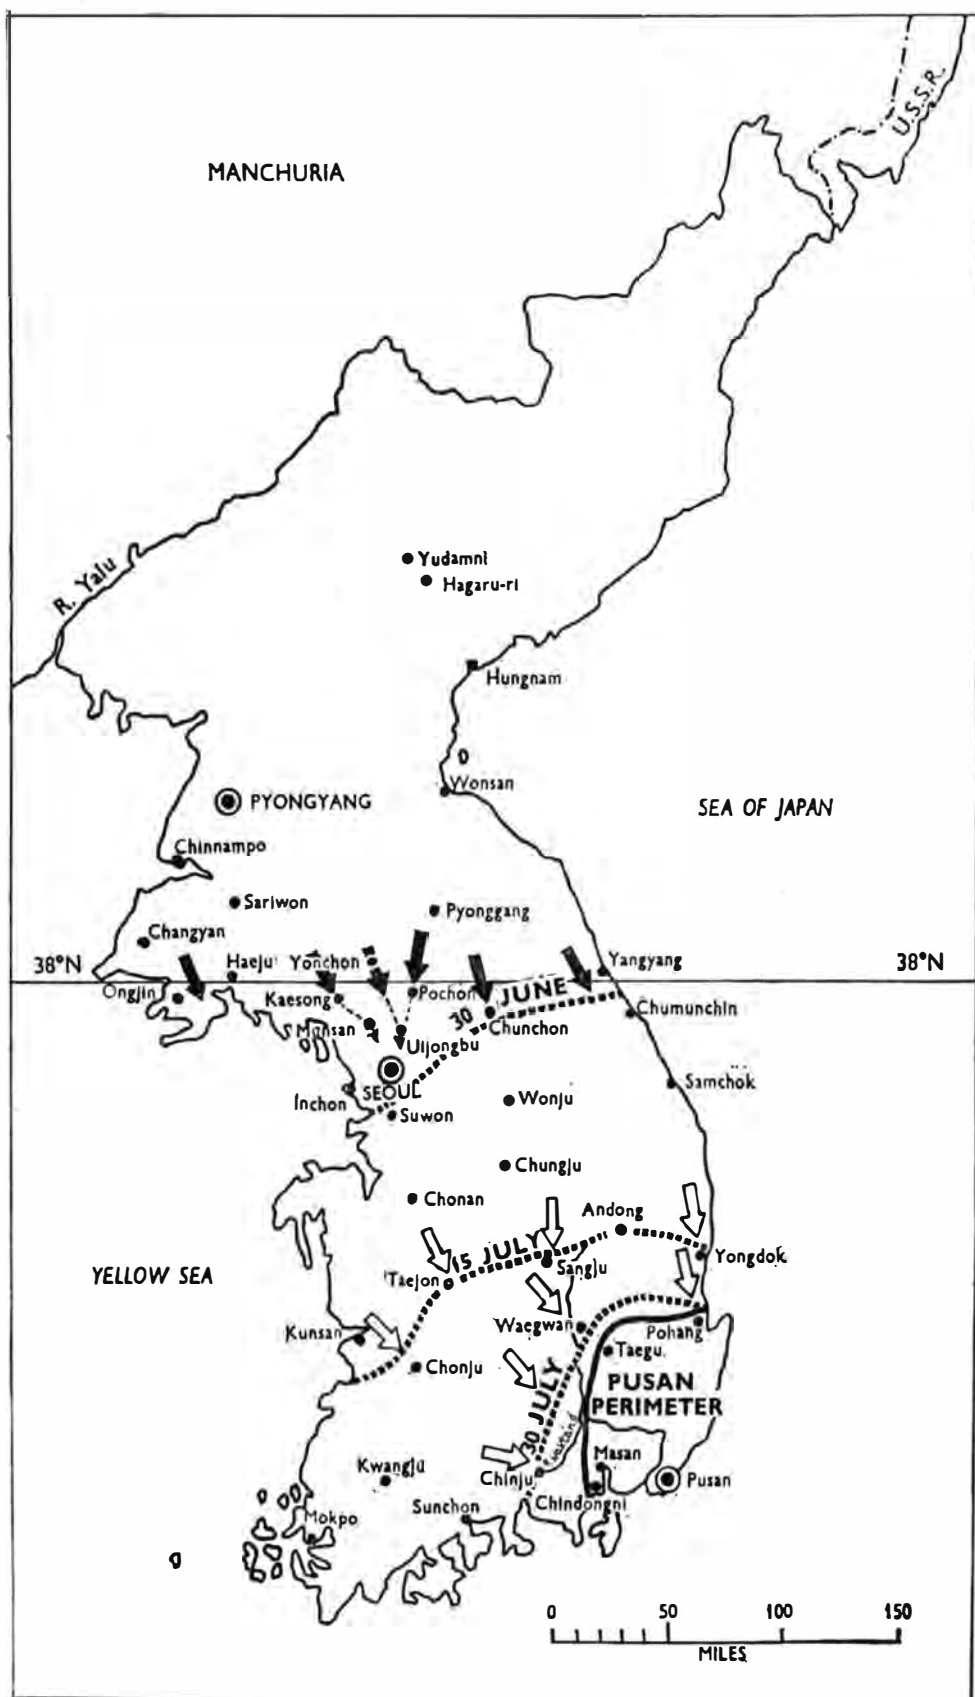 U.S.S.R.
MANCHURIA
R. Yalu
Yudamni
Hagaru-ri
Hungnam
Wonsan
PYONGYANG
SEA OF JAPAN
Chinnampo
Sariwon
Pyonggang
Changyan
38°N
Haeju
Yonchon
Yangyang
38°N
Ongjin
Kaesong
Pochon
30 JUNE
Chumunchin
Munsan
Chunchon
Uijongbu
SEOUL
Samchok
Inchon
Suwon
Wonju
Chungju
Chonan
Andong
15 JULY
YELLOW SEA
Taejon
Sangju
Yongdok
Kunsan
Waegwan
Pohang
Chonju
Taegu
PUSAN
PERIMETER
30 JULY
Masan
Kwangju
Chinju
Pusan
Sunchon
Chindongni
Mokpo
0 50 100 150
MILES